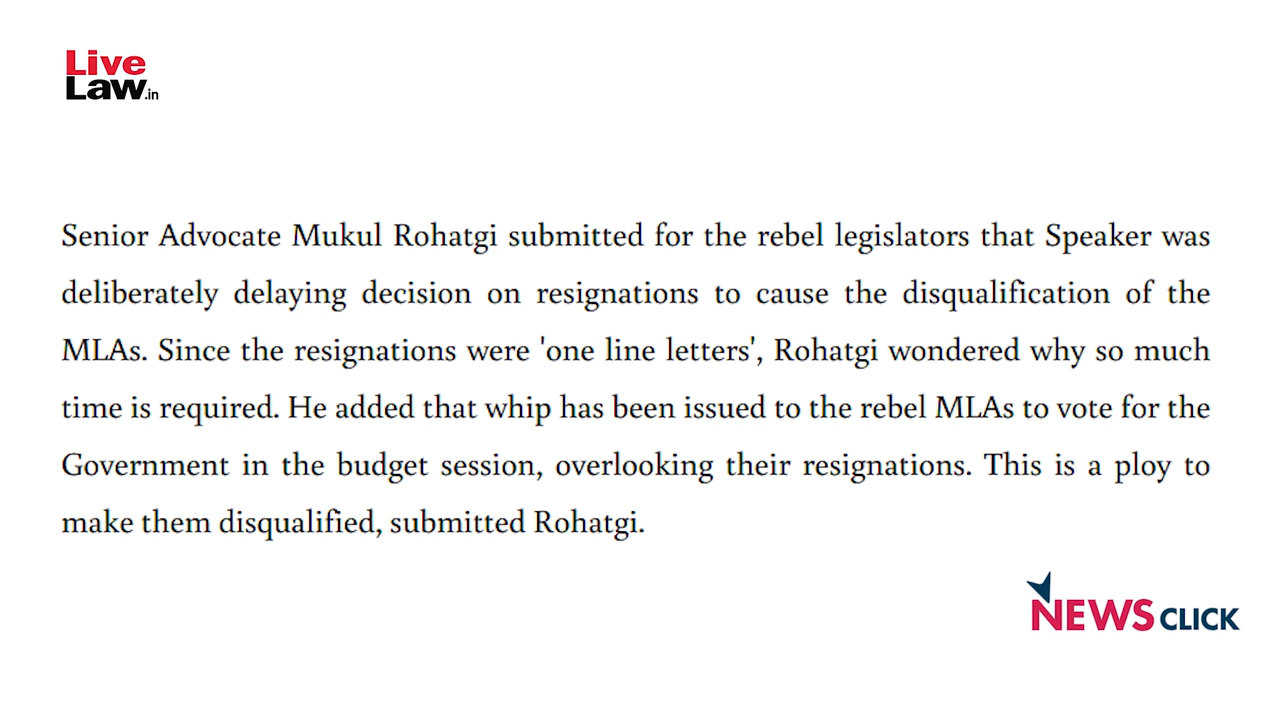 Live
Law.in
Senior Advocate Mukul Rohatgi submitted for the rebel legislators that Speaker was
deliberately delaying decision on resignations to cause the disqualification of the
MLAs. Since the resignations were 'one line letters', Rohatgi wondered why so much
time is required. He added that whip has been issued to the rebel MLAs to vote for the
Government in the budget session, overlooking their resignations. This is a ploy to
make them disqualified, submitted Rohatgi.
NEWSCLICK